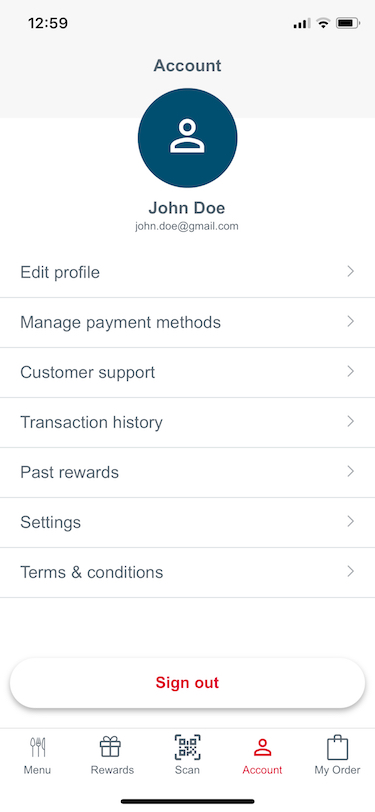 12:59
Account
John Doe
john.doe@gmail.com
Edit profile
Manage payment methods
Customer support
Transaction history
Past rewards
Settings
Terms & conditions
Sign out
Menu
Rewards
Scan
Account
My Order